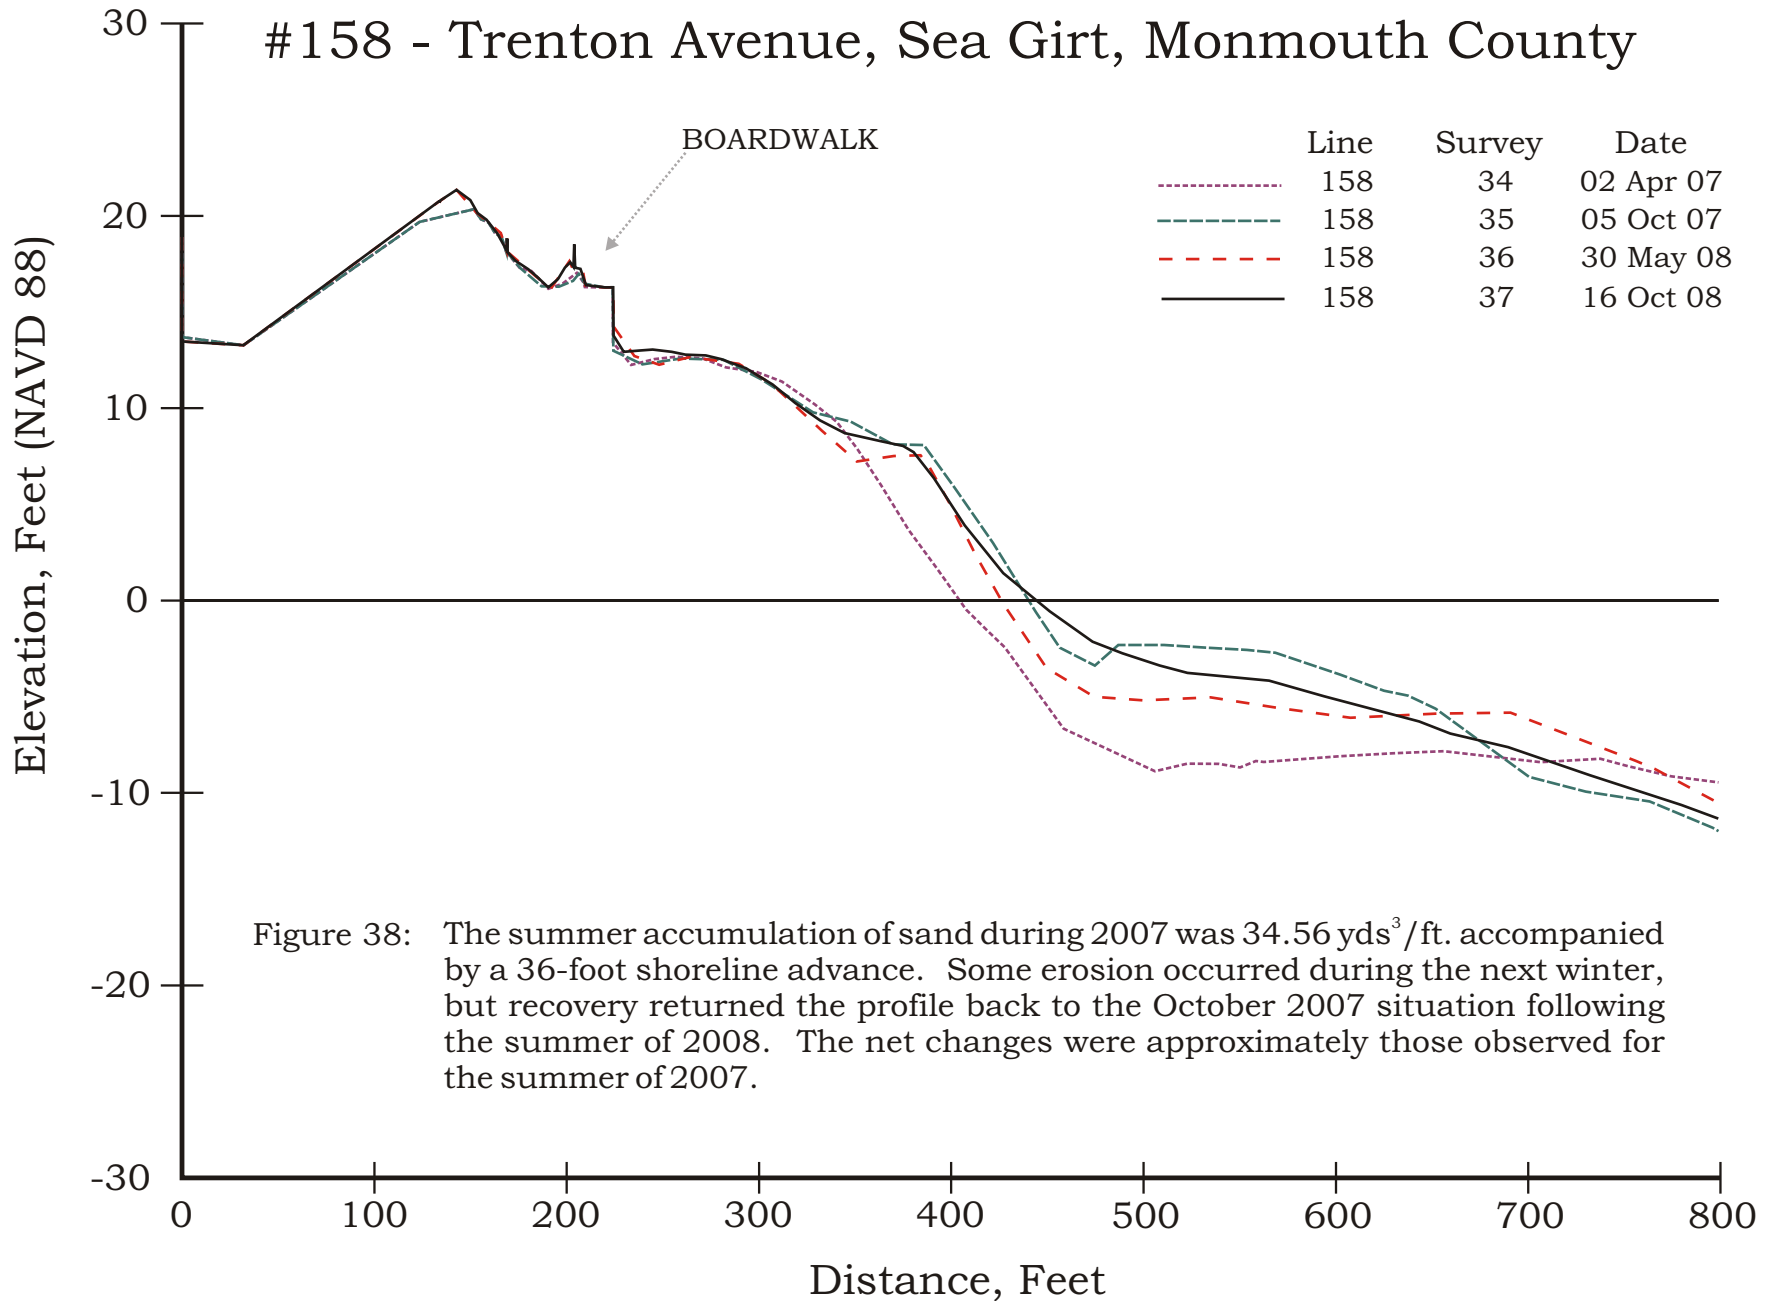 #158 - Trenton Avenue, Sea Girt, Monmouth County
BOARDWALK
Line Survey Date
158 34 02 Apr 07
158 35 05 Oct 07
158 36 30 May 08
158 37 16 Oct 08
Elevation, Feet (NAVD 88)
30
20
10
0
-10
-20
-30
Figure 38: The summer accumulation of sand during 2007 was 34.56 yds³/ft. accompanied
by a 36-foot shoreline advance. Some erosion occurred during the next winter,
but recovery returned the profile back to the October 2007 situation following
the summer of 2008. The net changes were approximately those observed for
the summer of 2007.
0 100 200 300 400 500 600 700 800
Distance, Feet